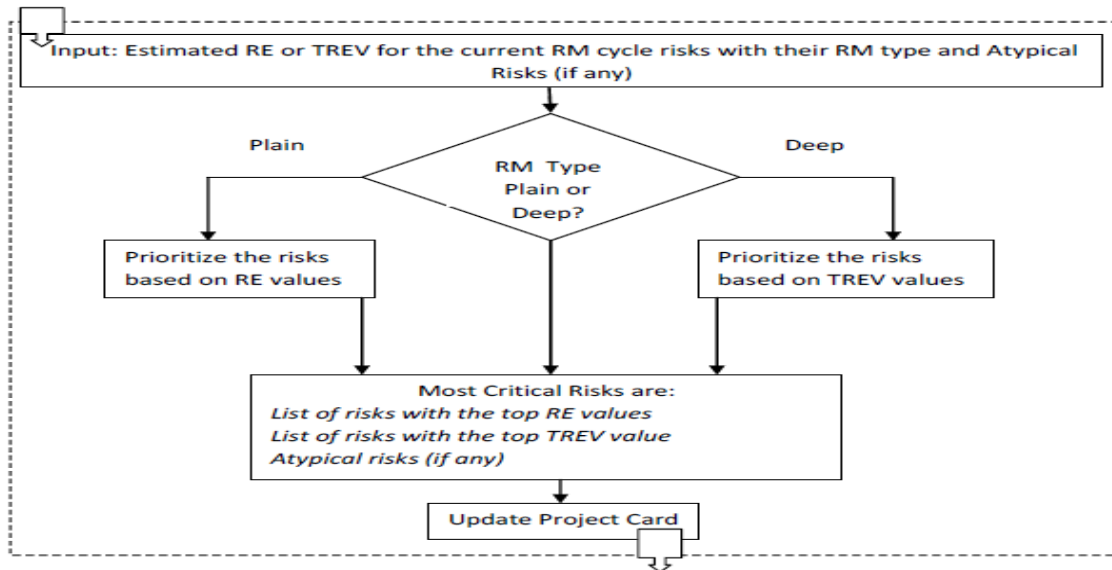 Input: Estimated RE or TREV for the current RM cycle risks with their RM type and Atypical
Risks (if any)
Plain
Deep
RM Type
Plain or
Deep?
Prioritize the risks
based on RE values
Prioritize the risks
based on TREV values
Most Critical Risks are:
List of risks with the top RE values
List of risks with the top TREV value
Atypical risks (if any)
Update Project Card